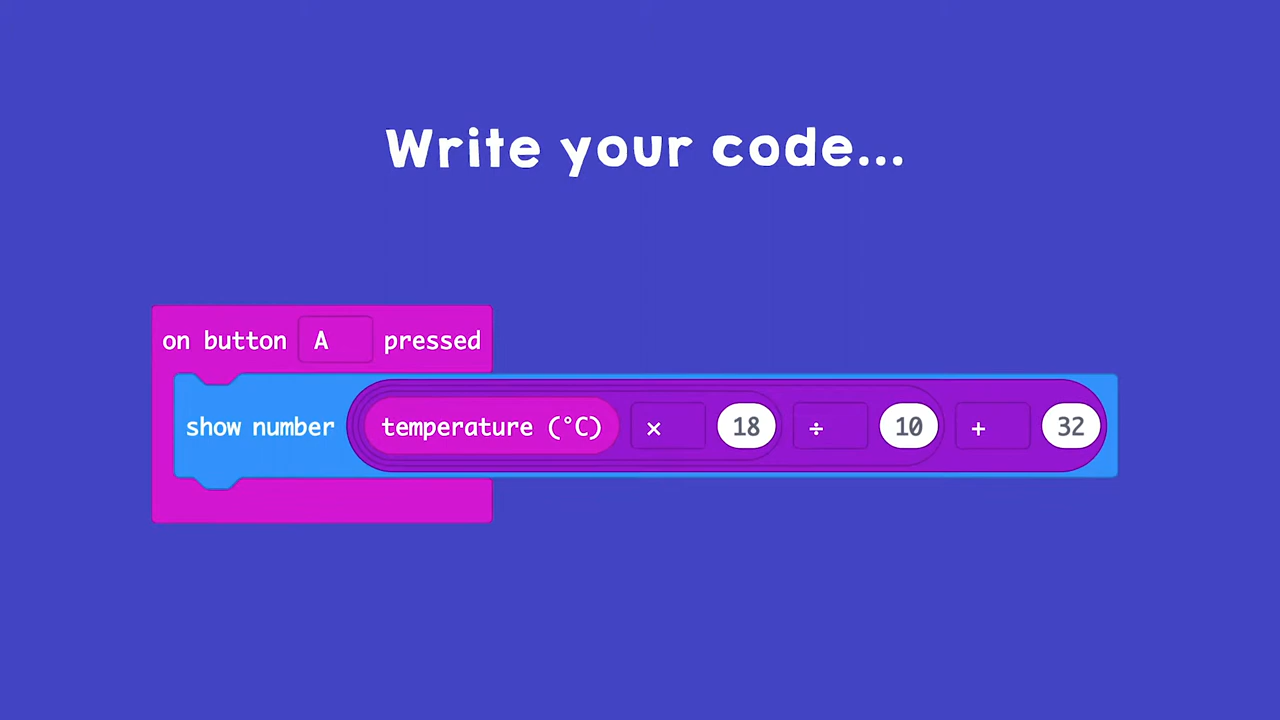 Write your code...
on button A pressed
show number temperature (°C) × 18 ÷ 10 + 32